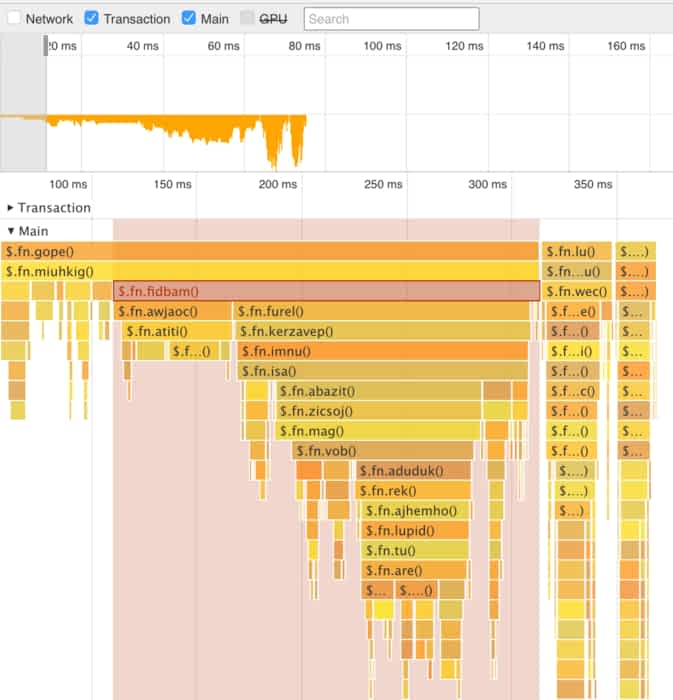 Network Transaction Main GPU Search
20 ms 40 ms 60 ms 80 ms 100 ms 120 ms 140 ms 160 ms
100 ms 150 ms 200 ms 250 ms 300 ms 350 ms
▸ Transaction
▼ Main
$.fn.gope() $.fn.lu() $....)
$.fn.miuhkig() $.fn...u() $....)
$.fn.fidbam() $.fn.wec() $....)
$.fn.awjaoc() $.fn.furel() $.f...e() $...
$.fn.atiti() $.fn.kerzavep() $.f...() $...
$.f...() $.fn.imnu() $.f...i() $...
$.fn.isa() $.f...() $...
$.fn.abazit() $.f...c() $...
$.fn.zicsoj() $.f...() $...
$.fn.mag() $.f...() $...
$.fn.vob() $.f...() $...
$.fn.aduduk() $....)
$.fn.rek() $....)
$.fn.ajhemho() $...)
$.fn.lupid()
$.fn.tu()
$.fn.are()
$... $....()